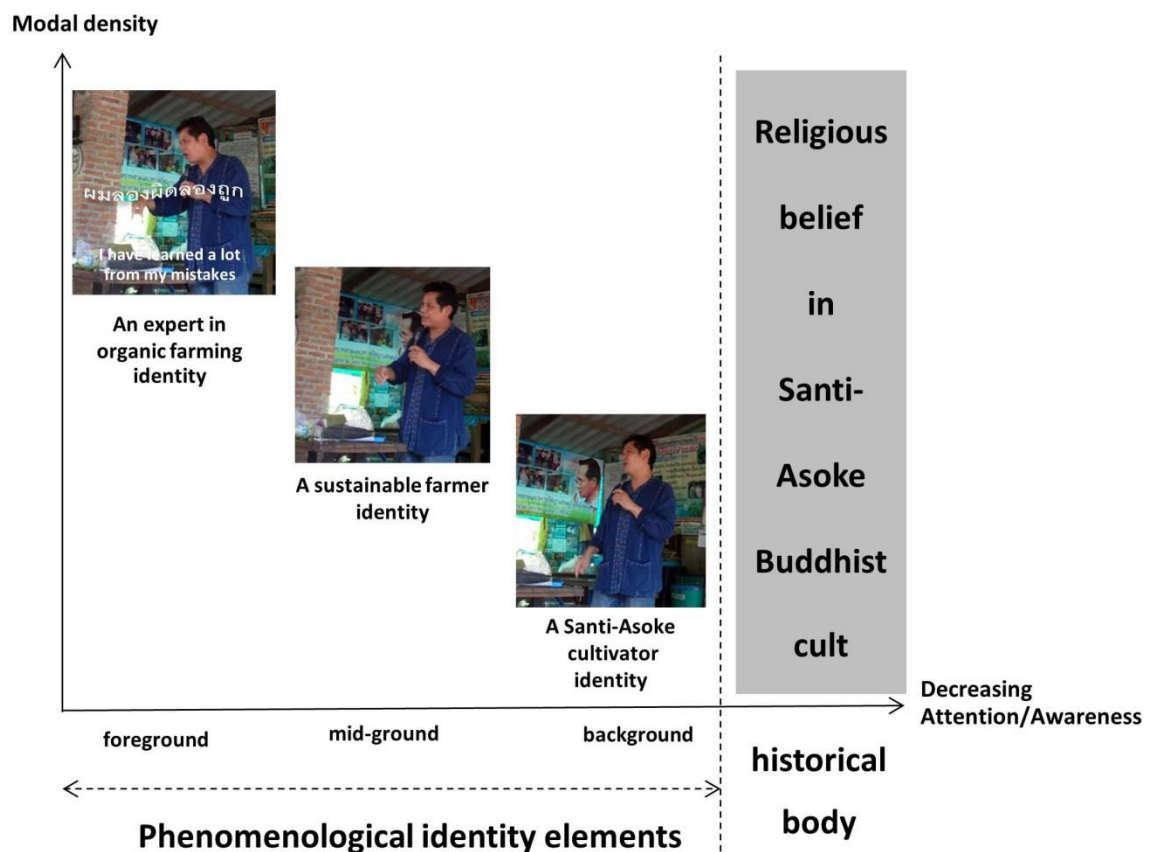 Modal density
ผมลองผิดลองถูก
I have learned a lot
from my mistakes
An expert in
organic farming
identity
A sustainable farmer
identity
A Santi-Asoke
cultivator
identity
Religious
belief
in
Santi-
Asoke
Buddhist
cult
Decreasing
Attention/Awareness
foreground
mid-ground
background
historical
body
Phenomenological identity elements